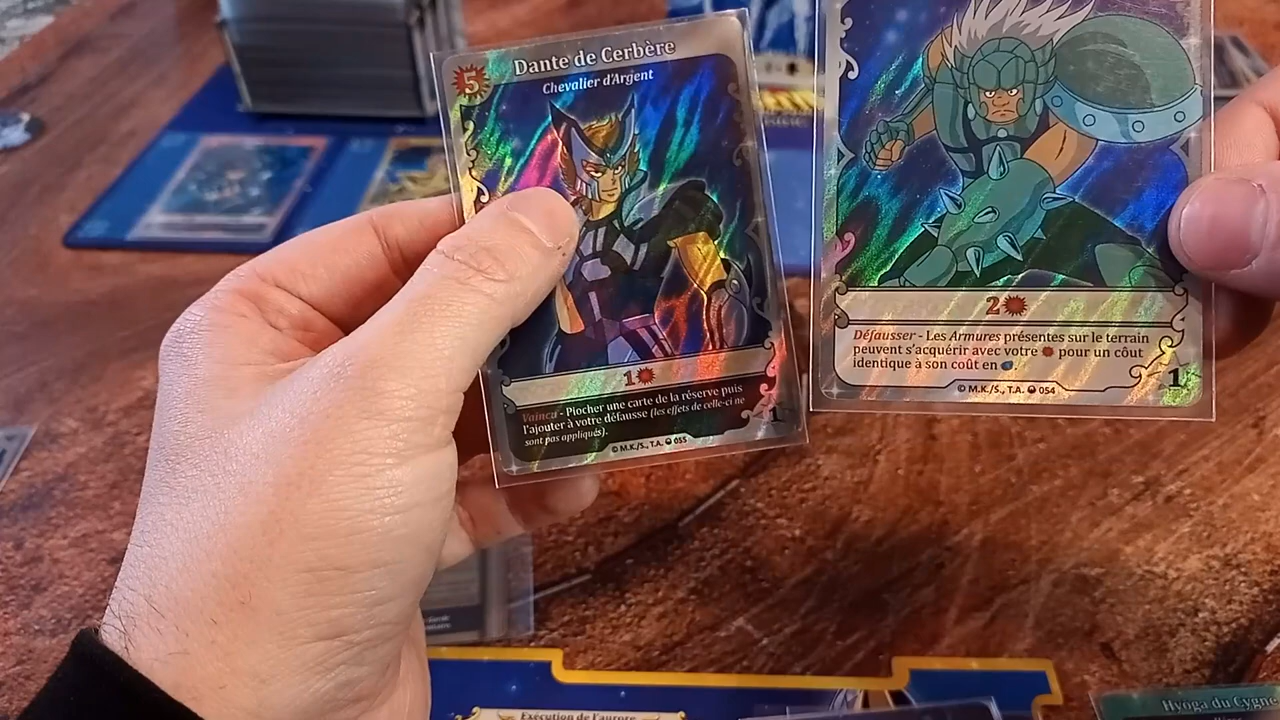 5
Dante de Cerbère
Chevalier d'Argent
1
Vaincu - Piocher une carte de la réserve puis
l'ajouter à votre défausse (les effets de celle-ci ne
sont pas appliqués).
1
© M.K./S., T.A. 055
2
Défausser - Les Armures présentes sur le terrain
peuvent s'acquérir avec votre pour un coût
identique à son coût en .
1
© M.K./S., T.A. 054
Exécution de l'aurore
Hyoga du Cygne